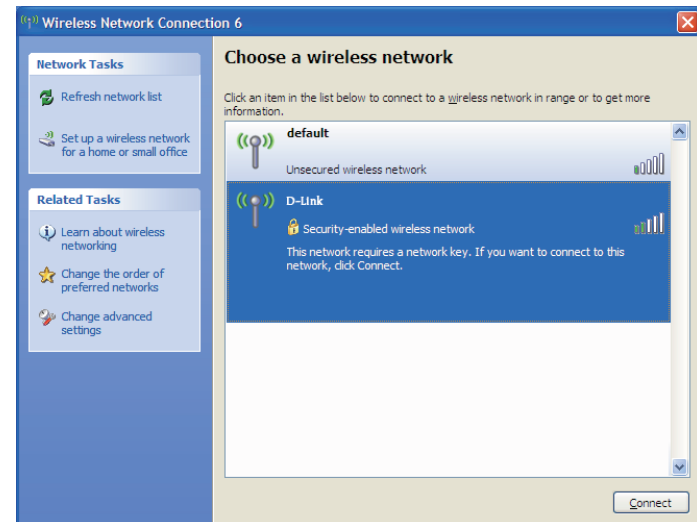 Wireless Network Connection 6
Network Tasks
Refresh network list
Set up a wireless network
for a home or small office
Related Tasks
Learn about wireless
networking
Change the order of
preferred networks
Change advanced
settings
Choose a wireless network
Click an item in the list below to connect to a wireless network in range or to get more
information.
default
Unsecured wireless network
D-Link
Security-enabled wireless network
This network requires a network key. If you want to connect to this
network, click Connect.
Connect